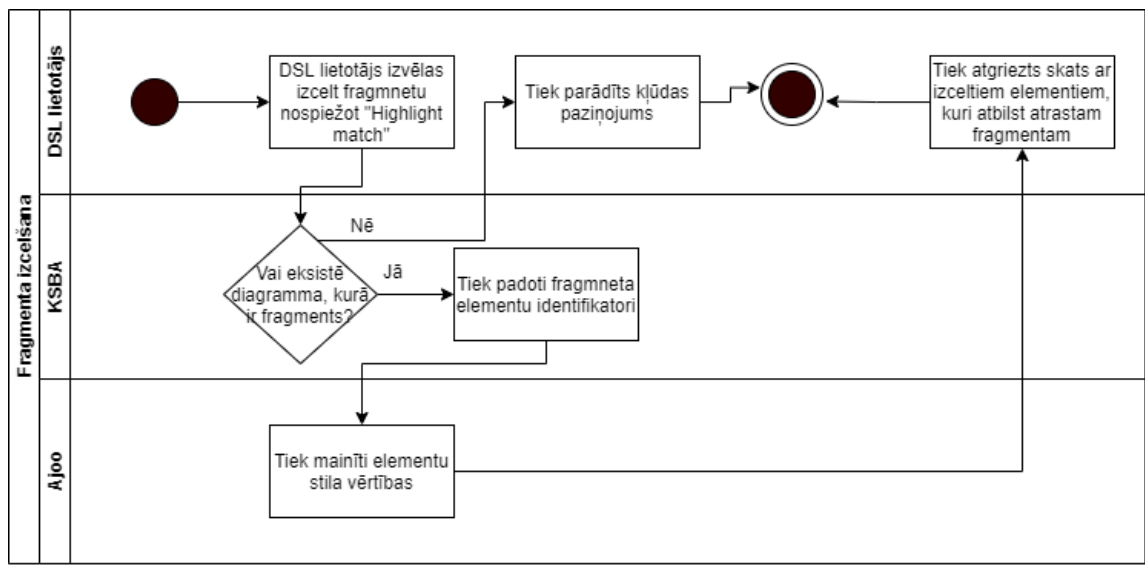 Fragmenta izcelšana
DSL lietotājs
DSL lietotājs izvēlas
izcelt fragmnetu
nospiežot "Highlight
match"
Tiek parādīts kļūdas
paziņojums
Tiek atgriezts skats ar
izceltiem elementiem,
kuri atbilst atrastam
fragmentam
KSBA
Vai eksistē
diagramma, kurā
ir fragments?
Nē
Jā
Tiek padoti fragmneta
elementu identifikatori
Ajoo
Tiek mainīti elementu
stila vērtības